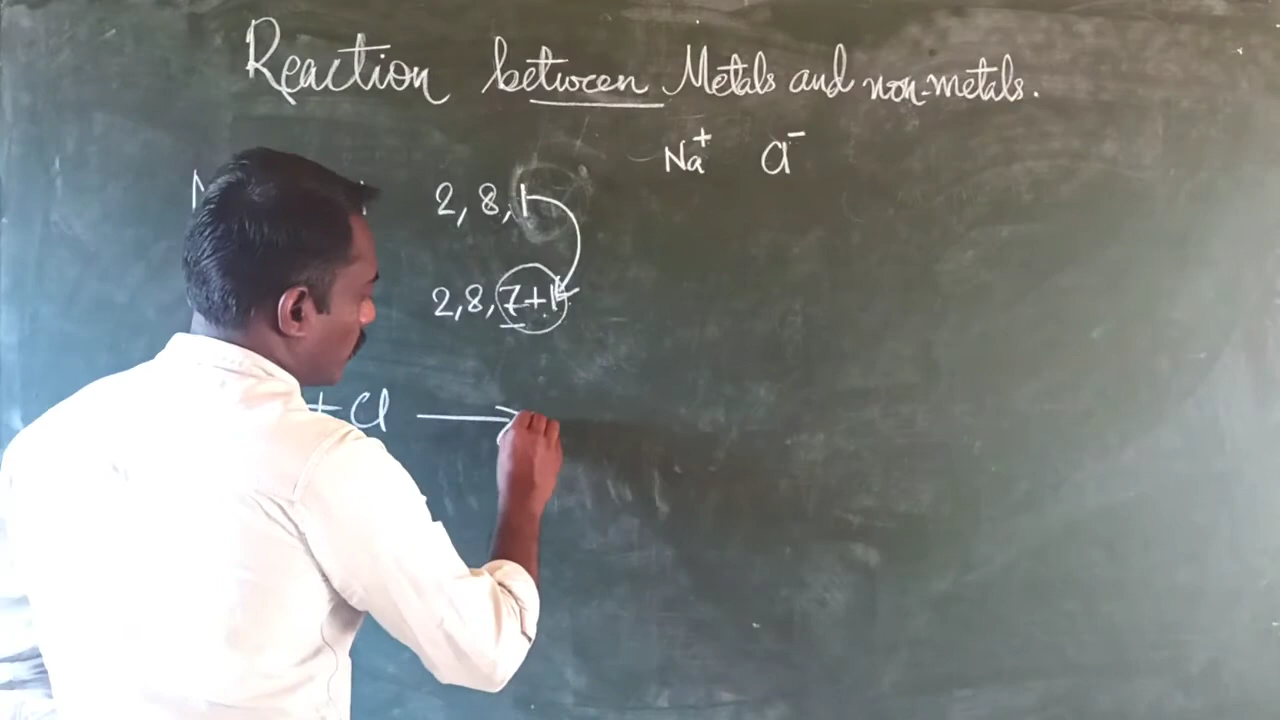 Reaction between Metals and non-metals.
Na⁺ Cl⁻
2, 8, 1
2, 8, 7+1
+ Cl ⟶